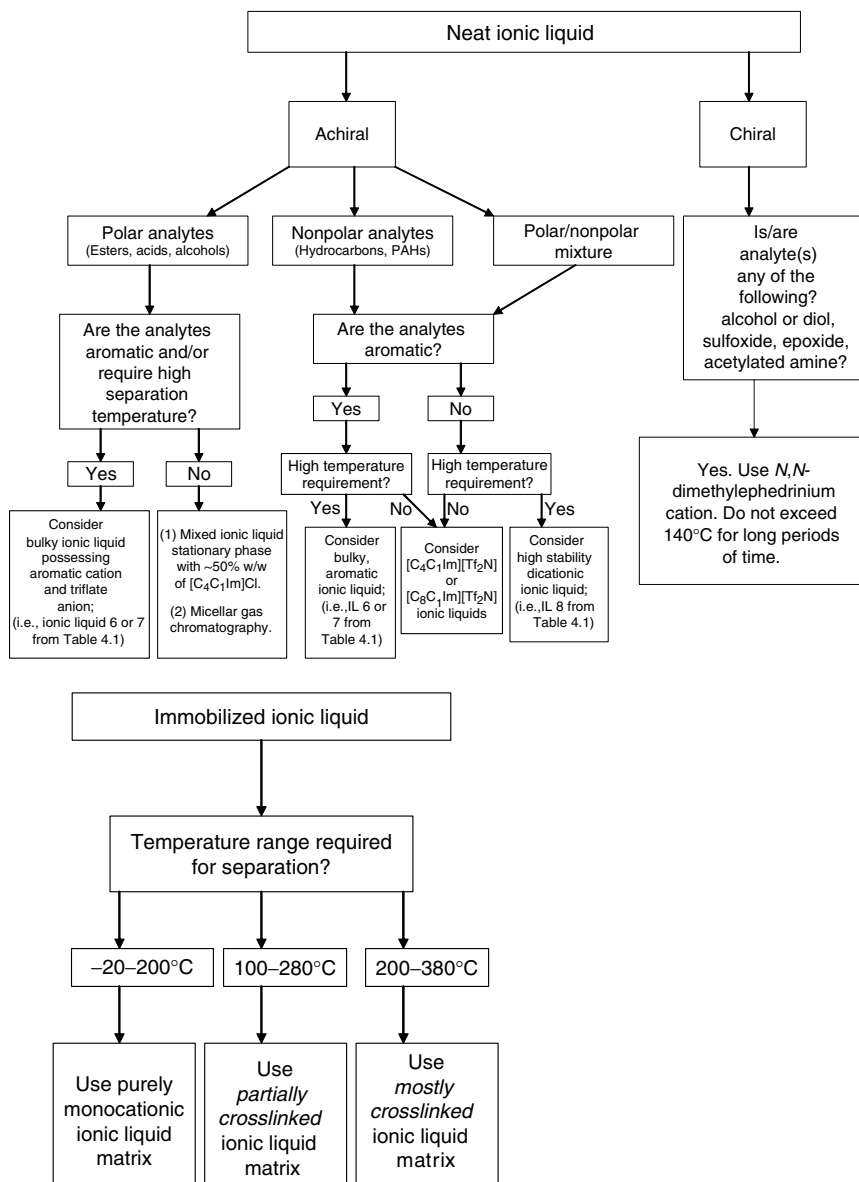 Neat ionic liquid
Achiral
Chiral
Polar analytes
(Esters, acids, alcohols)
Nonpolar analytes
(Hydrocarbons, PAHs)
Polar/nonpolar
mixture
Is/are
analyte(s)
any of the
following?
alcohol or diol,
sulfoxide, epoxide,
acetylated amine?
Are the analytes
aromatic and/or
require high
separation
temperature?
Are the analytes
aromatic?
Yes
No
Yes
No
High temperature
requirement?
High temperature
requirement?
Yes
No
No
Yes
Consider
bulky ionic liquid
possessing
aromatic cation
and triflate
anion;
(i.e., ionic liquid 6 or 7
from Table 4.1)
(1) Mixed ionic liquid
stationary phase
with ~50% w/w
of [C₄C₁Im]Cl.
(2) Micellar gas
chromatography.
Consider
bulky,
aromatic
ionic liquid;
(i.e.,IL 6 or
7 from
Table 4.1)
Consider
[C₄C₁Im][Tf₂N]
or
[C₈C₁Im][Tf₂N]
ionic liquids
Consider
high stability
dicationic
ionic liquid;
(i.e., IL 8 from
Table 4.1)
Yes. Use N,N-
dimethylephedrinium
cation. Do not exceed
140°C for long periods
of time.
Immobilized ionic liquid
Temperature range required
for separation?
–20–200°C
100–280°C
200–380°C
Use purely
monocationic
ionic liquid
matrix
Use
partially
crosslinked
ionic liquid
matrix
Use
mostly
crosslinked
ionic liquid
matrix